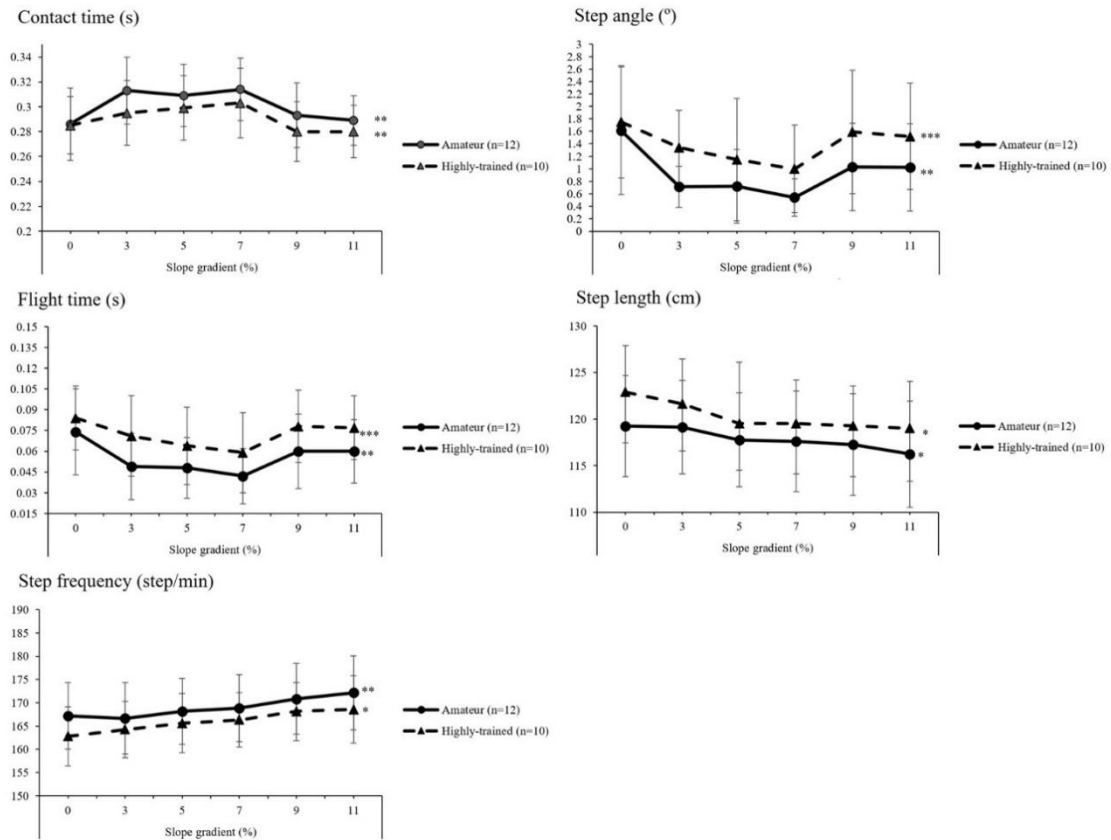 Contact time (s)
0.34
0.32
0.3
0.28
0.26
0.24
0.22
0.2
0 3 5 7 9 11
Slope gradient (%)
**
**
Amateur (n=12)
Highly-trained (n=10)
Step angle (º)
3
2.8
2.6
2.4
2.2
2
1.8
1.6
1.4
1.2
1
0.8
0.6
0.4
0.2
0
0 3 5 7 9 11
Slope gradient (%)
***
**
Amateur (n=12)
Highly-trained (n=10)
Flight time (s)
0.15
0.135
0.12
0.105
0.09
0.075
0.06
0.045
0.03
0.015
0 3 5 7 9 11
Slope gradient (%)
***
**
Amateur (n=12)
Highly-trained (n=10)
Step length (cm)
130
125
120
115
110
0 3 5 7 9 11
Slope gradient (%)
*
*
Amateur (n=12)
Highly-trained (n=10)
Step frequency (step/min)
190
185
180
175
170
165
160
155
150
0 3 5 7 9 11
Slope gradient (%)
**
*
Amateur (n=12)
Highly-trained (n=10)